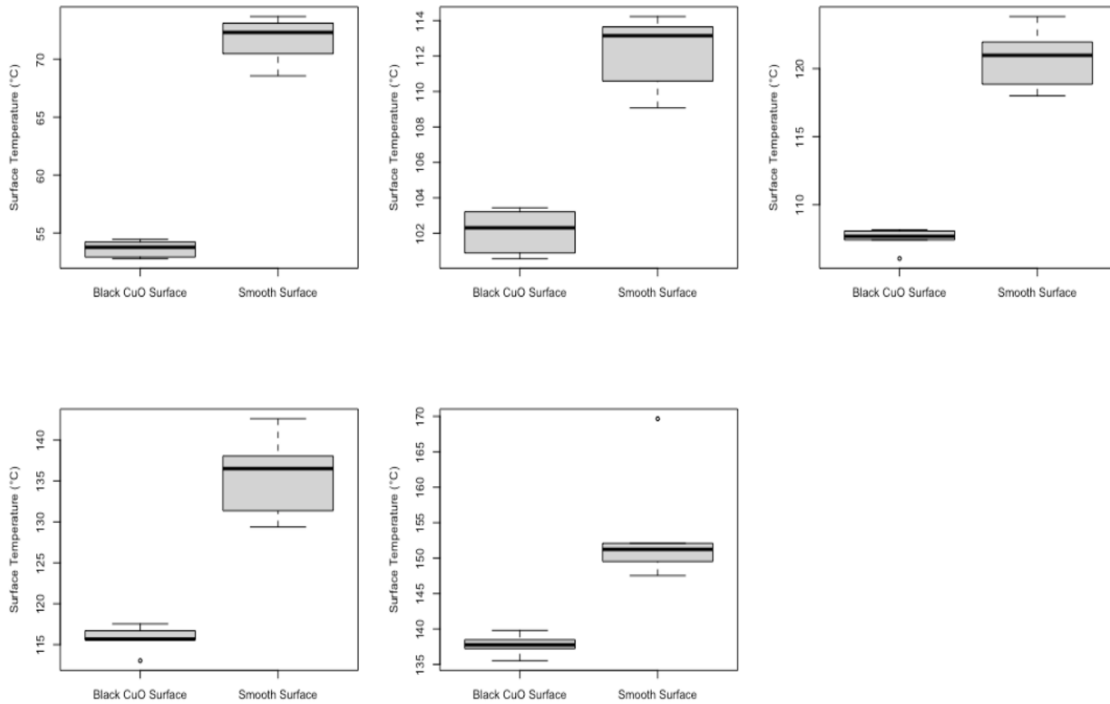 Surface Temperature (°C)
70
65
60
55
Black CuO Surface Smooth Surface
Surface Temperature (°C)
114
112
110
108
106
104
102
Black CuO Surface Smooth Surface
Surface Temperature (°C)
120
115
110
Black CuO Surface Smooth Surface
Surface Temperature (°C)
140
135
130
125
120
115
Black CuO Surface Smooth Surface
Surface Temperature (°C)
170
165
160
155
150
145
140
135
Black CuO Surface Smooth Surface